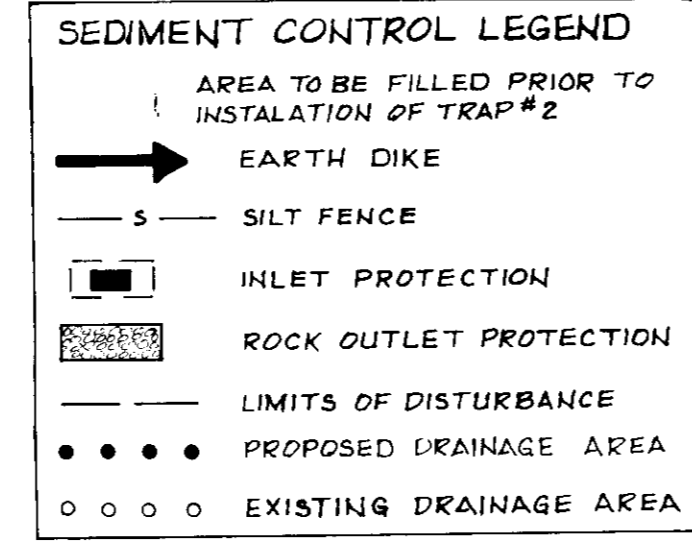 SEDIMENT CONTROL LEGEND
AREA TO BE FILLED PRIOR TO
INSTALATION OF TRAP #2
EARTH DIKE
S SILT FENCE
INLET PROTECTION
ROCK OUTLET PROTECTION
LIMITS OF DISTURBANCE
PROPOSED DRAINAGE AREA
EXISTING DRAINAGE AREA